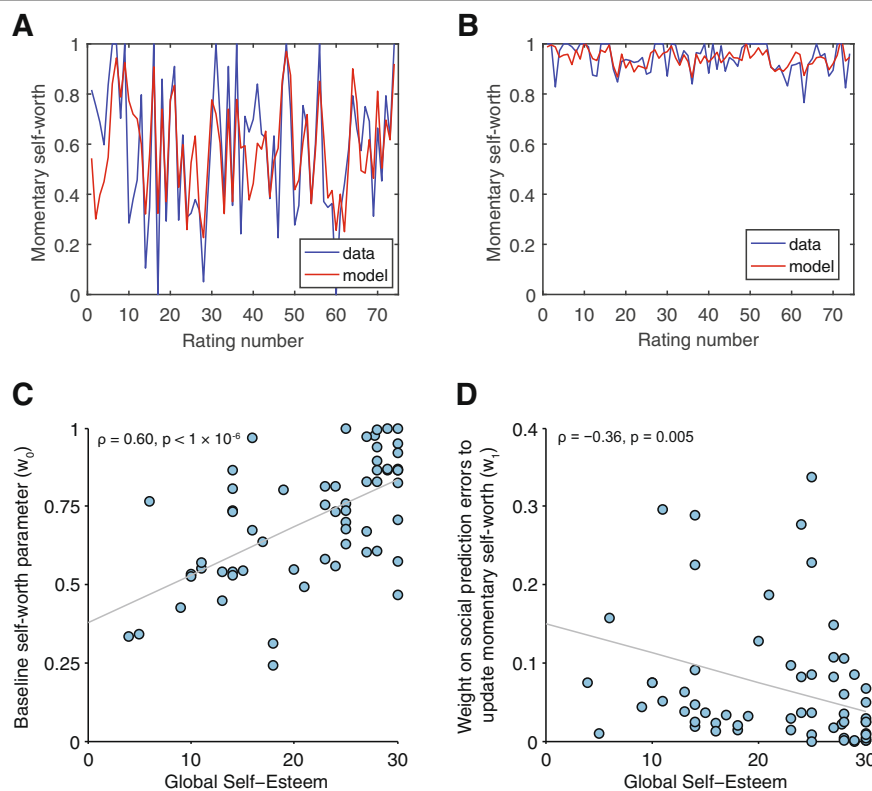 A
Momentary self-worth
1
0.8
0.6
0.4
0.2
0
data
model
0 10 20 30 40 50 60 70
Rating number
B
Momentary self-worth
1
0.8
0.6
0.4
0.2
0
data
model
0 10 20 30 40 50 60 70
Rating number
C
Baseline self-worth parameter (w0)
1
0.75
0.5
0.25
0
ρ = 0.60, p < 1 × 10-6
0 10 20 30
Global Self−Esteem
D
Weight on social prediction errors to
update momentary self-worth (w1)
0.4
0.3
0.2
0.1
0
ρ = −0.36, p = 0.005
0 10 20 30
Global Self−Esteem